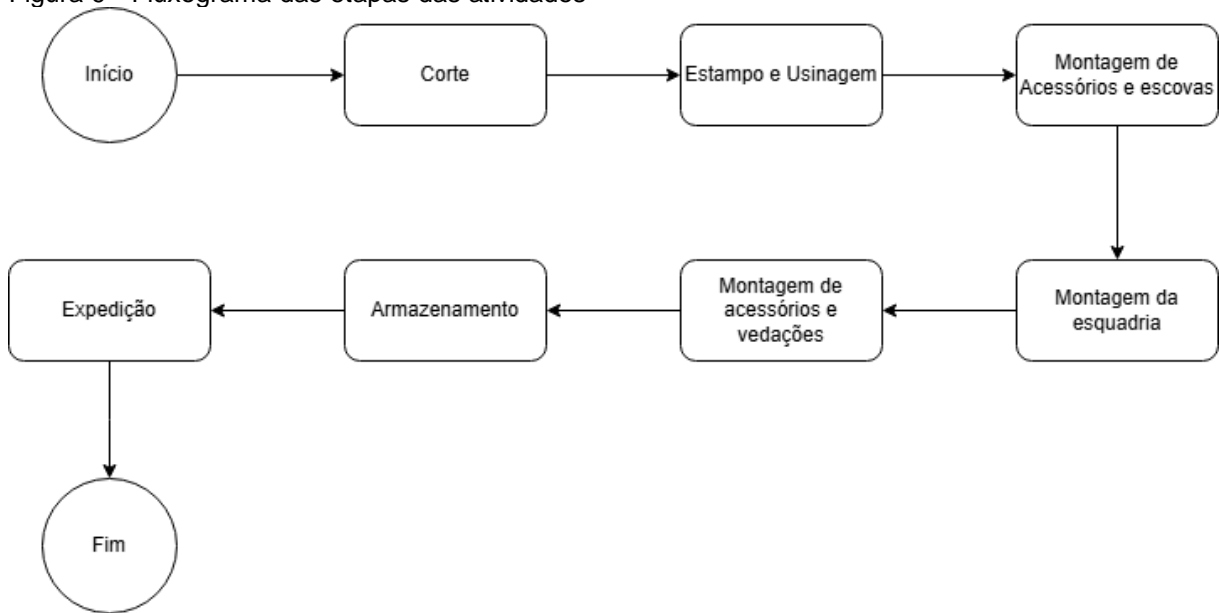 Fluxograma das etapas das atividades
Início
Corte
Estampo e Usinagem
Montagem de
Acessórios e escovas
Montagem da
esquadria
Montagem de
acessórios e
vedações
Armazenamento
Expedição
Fim